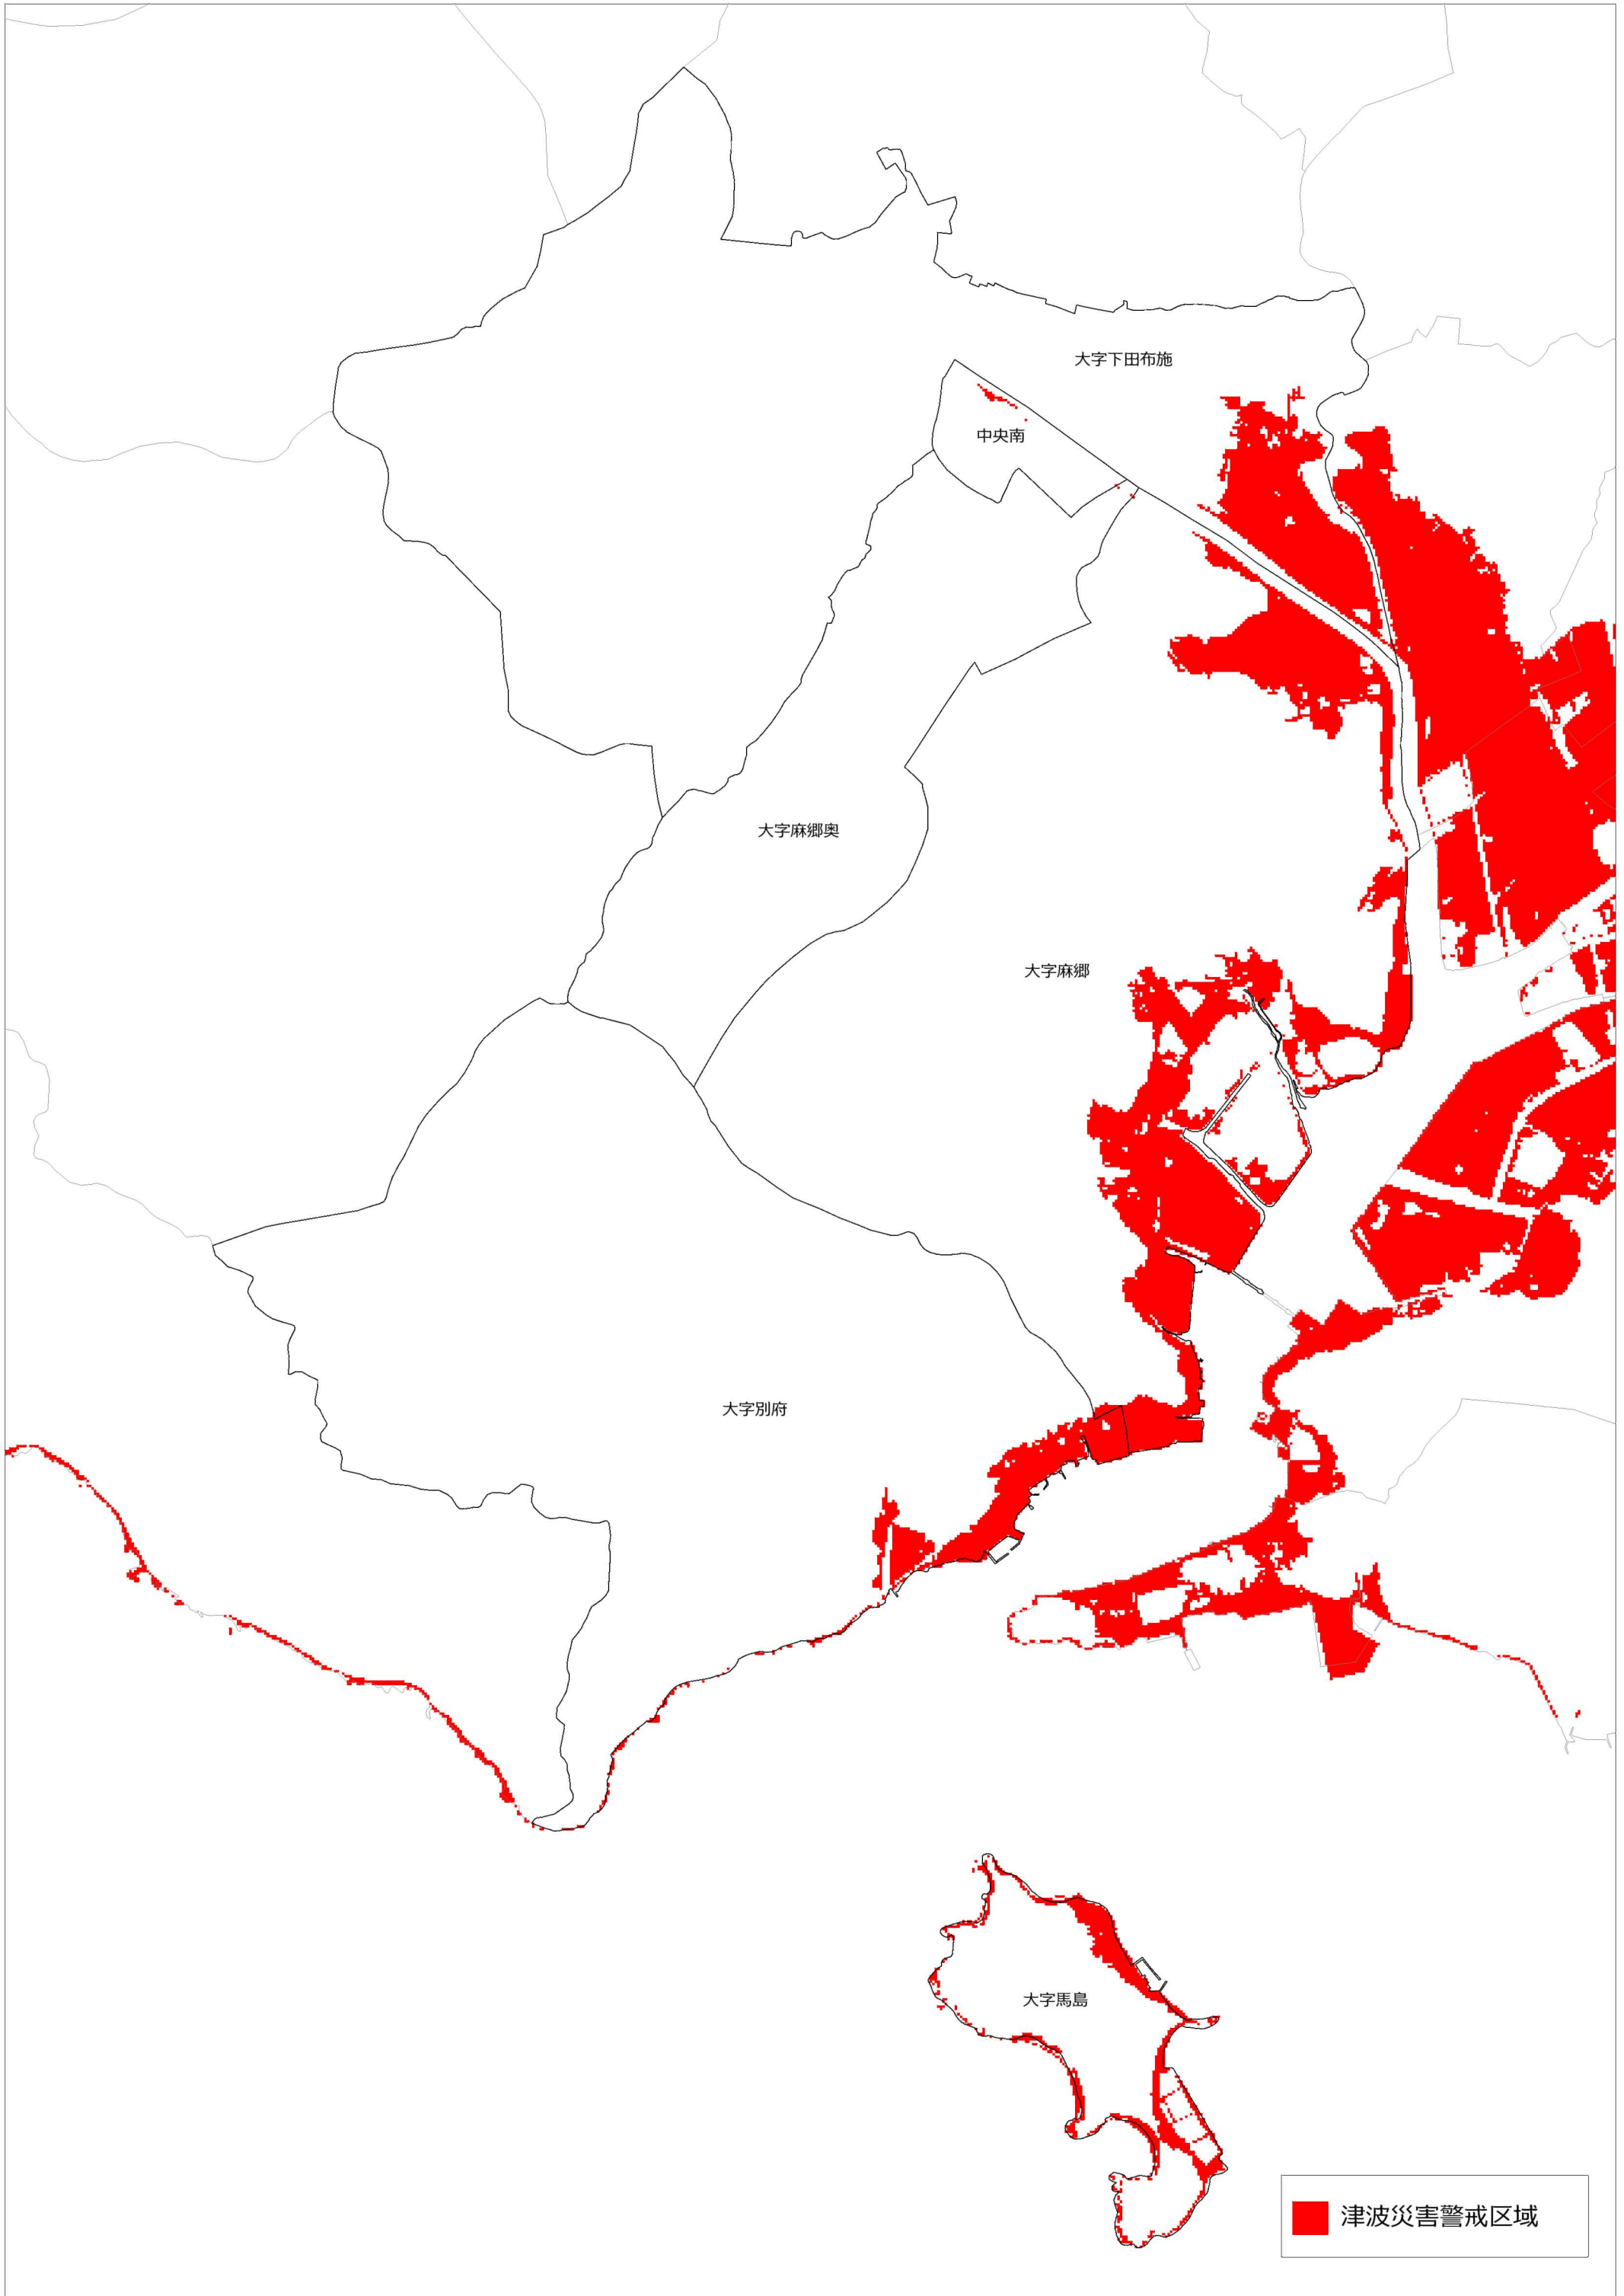 大字下田布施
中央南
大字麻郷奥
大字麻郷
大字別府
大字馬島
津波災害警戒区域